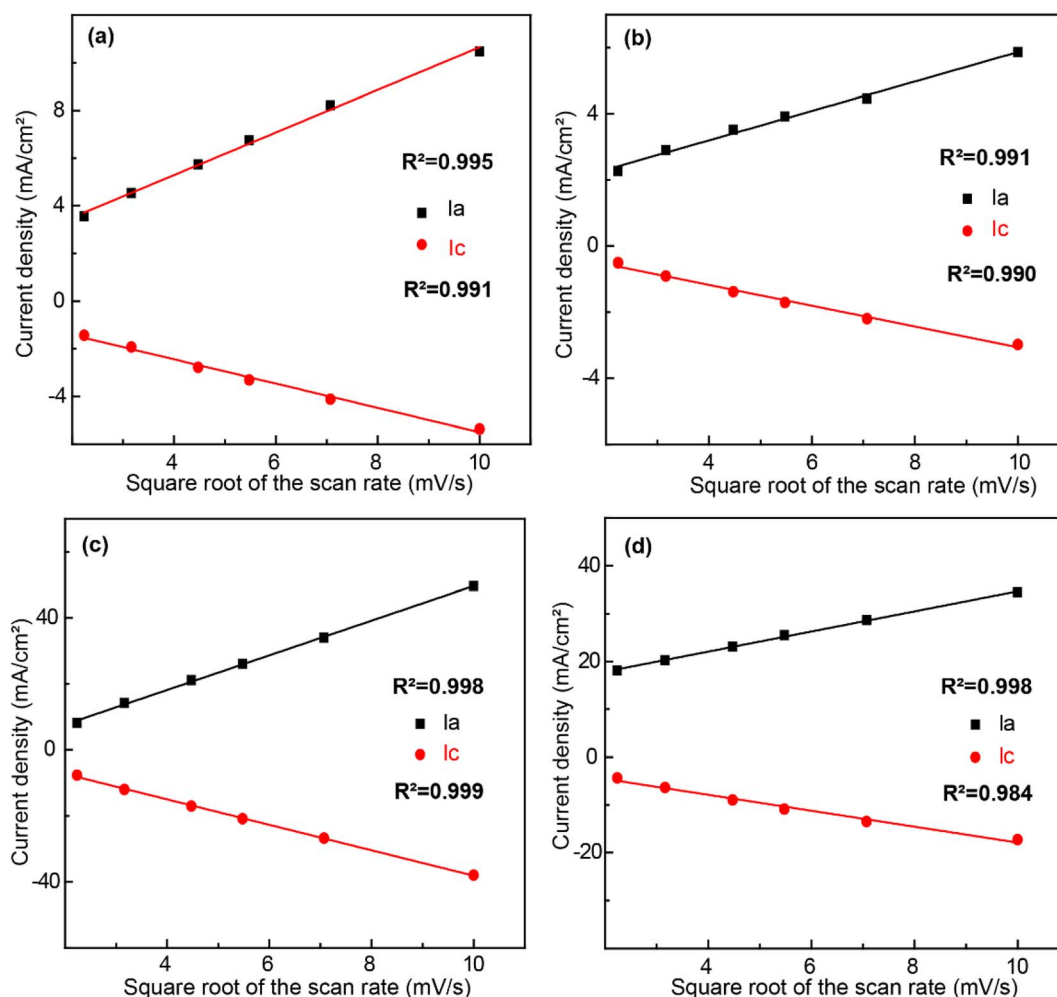 (a)
Current density (mA/cm²)
8
4
0
-4
R²=0.995
Ia
Ic
R²=0.991
4 6 8 10
Square root of the scan rate (mV/s)
(b)
Current density (mA/cm²)
4
0
-4
R²=0.991
Ia
Ic
R²=0.990
4 6 8 10
Square root of the scan rate (mV/s)
(c)
Current density (mA/cm²)
40
0
-40
R²=0.998
Ia
Ic
R²=0.999
4 6 8 10
Square root of the scan rate (mV/s)
(d)
Current density (mA/cm²)
40
20
0
-20
R²=0.998
Ia
Ic
R²=0.984
4 6 8 10
Square root of the scan rate (mV/s)